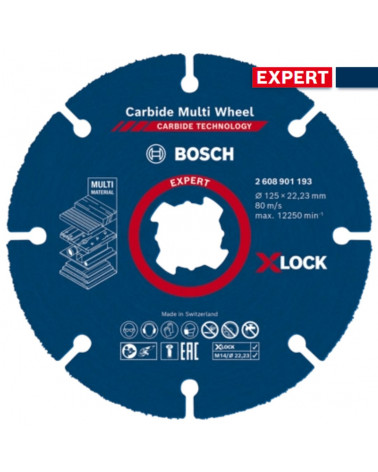 EXPERT
Carbide Multi Wheel
CARBIDE TECHNOLOGY
BOSCH
EXPERT
MULTI
MATERIAL
2 608 901 193
Ø 125 × 22,23 mm
80 m/s
max. 12250 min⁻¹
X LOCK
Made in Switzerland
EAC
X LOCK ✓
M14/Ø 22,23 ✓